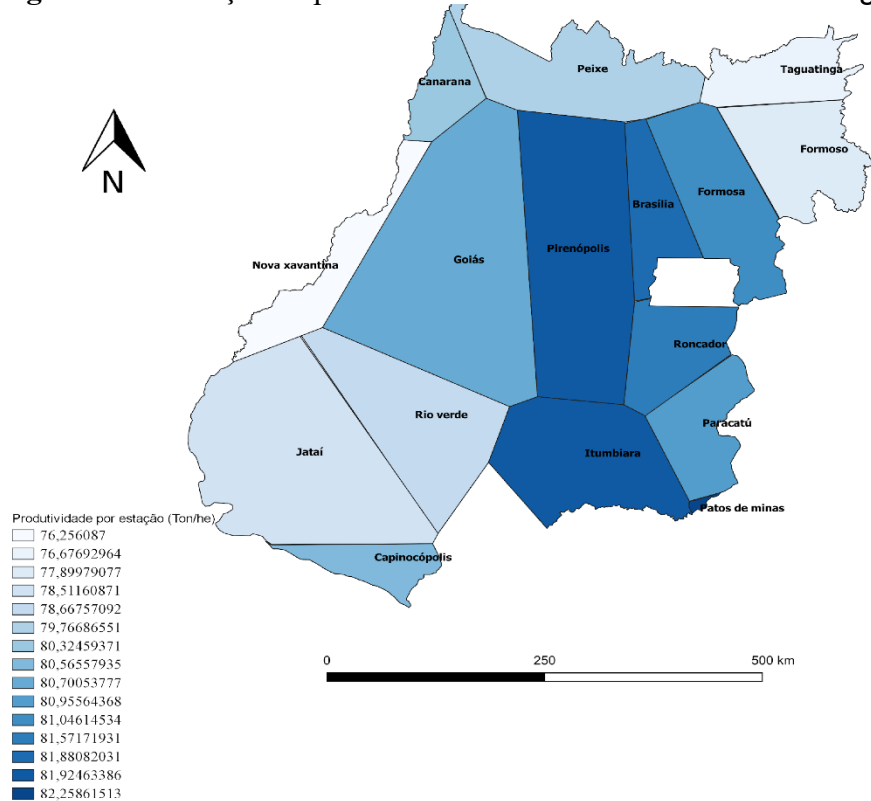 Peixe
Taguatinga
Canarana
Formoso
Formosa
Brasilia
N
Pirenópolis
Goiás
Nova xavantina
Roncador
Rio verde
Paracatú
Jataí
Itumbiara
Patos de minas
Capinocópolis
Produtividade por estação (Ton/he)
76,256087
76,67692964
77,89979077
78,51160871
78,66757092
79,76686551
80,32459371
80,56557935
80,70053777
80,95564368
81,04614534
81,57171931
81,88082031
81,92463386
82,25861513
0 250 500 km